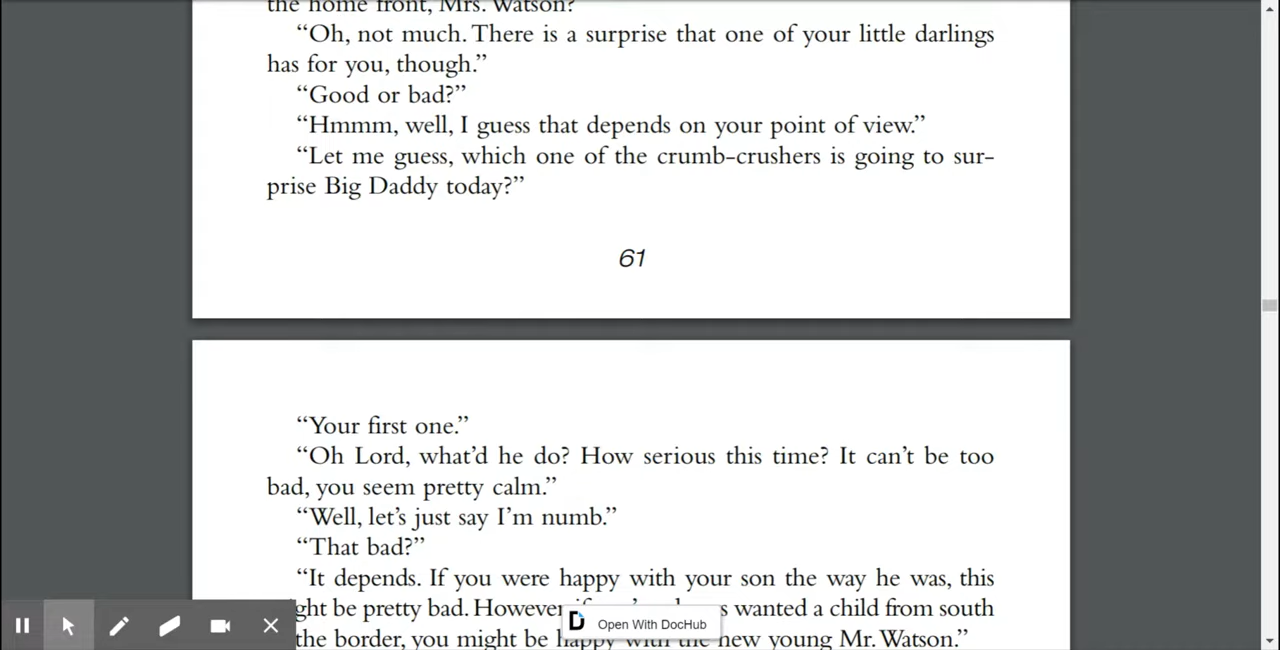 the home front, Mrs. Watson?
“Oh, not much. There is a surprise that one of your little darlings
has for you, though.”
“Good or bad?”
“Hmmm, well, I guess that depends on your point of view.”
“Let me guess, which one of the crumb-crushers is going to sur-
prise Big Daddy today?”
61
“Your first one.”
“Oh Lord, what’d he do? How serious this time? It can’t be too
bad, you seem pretty calm.”
“Well, let’s just say I’m numb.”
“That bad?”
“It depends. If you were happy with your son the way he was, this
ght be pretty bad. However s wanted a child from south
the border, you might be happy with the new young Mr. Watson.”
Open With DocHub